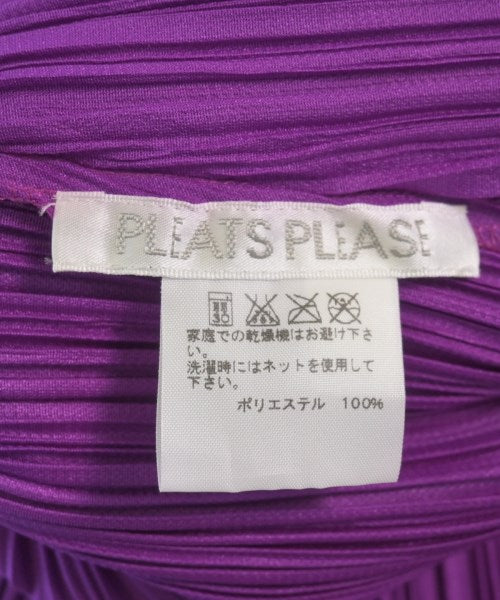 PLEATS PLEASE
家庭での乾燥機はお避け下さ
い。
洗濯時にはネットを使用して
下さい。
ポリエステル 100%